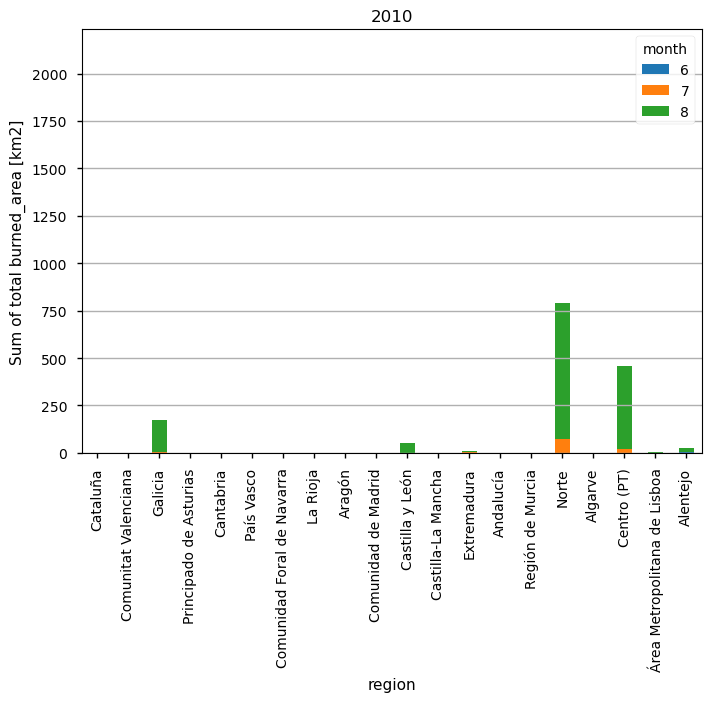 2010
month
6
7
8
Sum of total burned_area [km2]
2000
1750
1500
1250
1000
750
500
250
0
Cataluña
Comunitat Valenciana
Galicia
Principado de Asturias
Cantabria
País Vasco
Comunidad Foral de Navarra
La Rioja
Aragón
Comunidad de Madrid
Castilla y León
Castilla-La Mancha
Extremadura
Andalucía
Región de Murcia
Norte
Algarve
Centro (PT)
Área Metropolitana de Lisboa
Alentejo
region